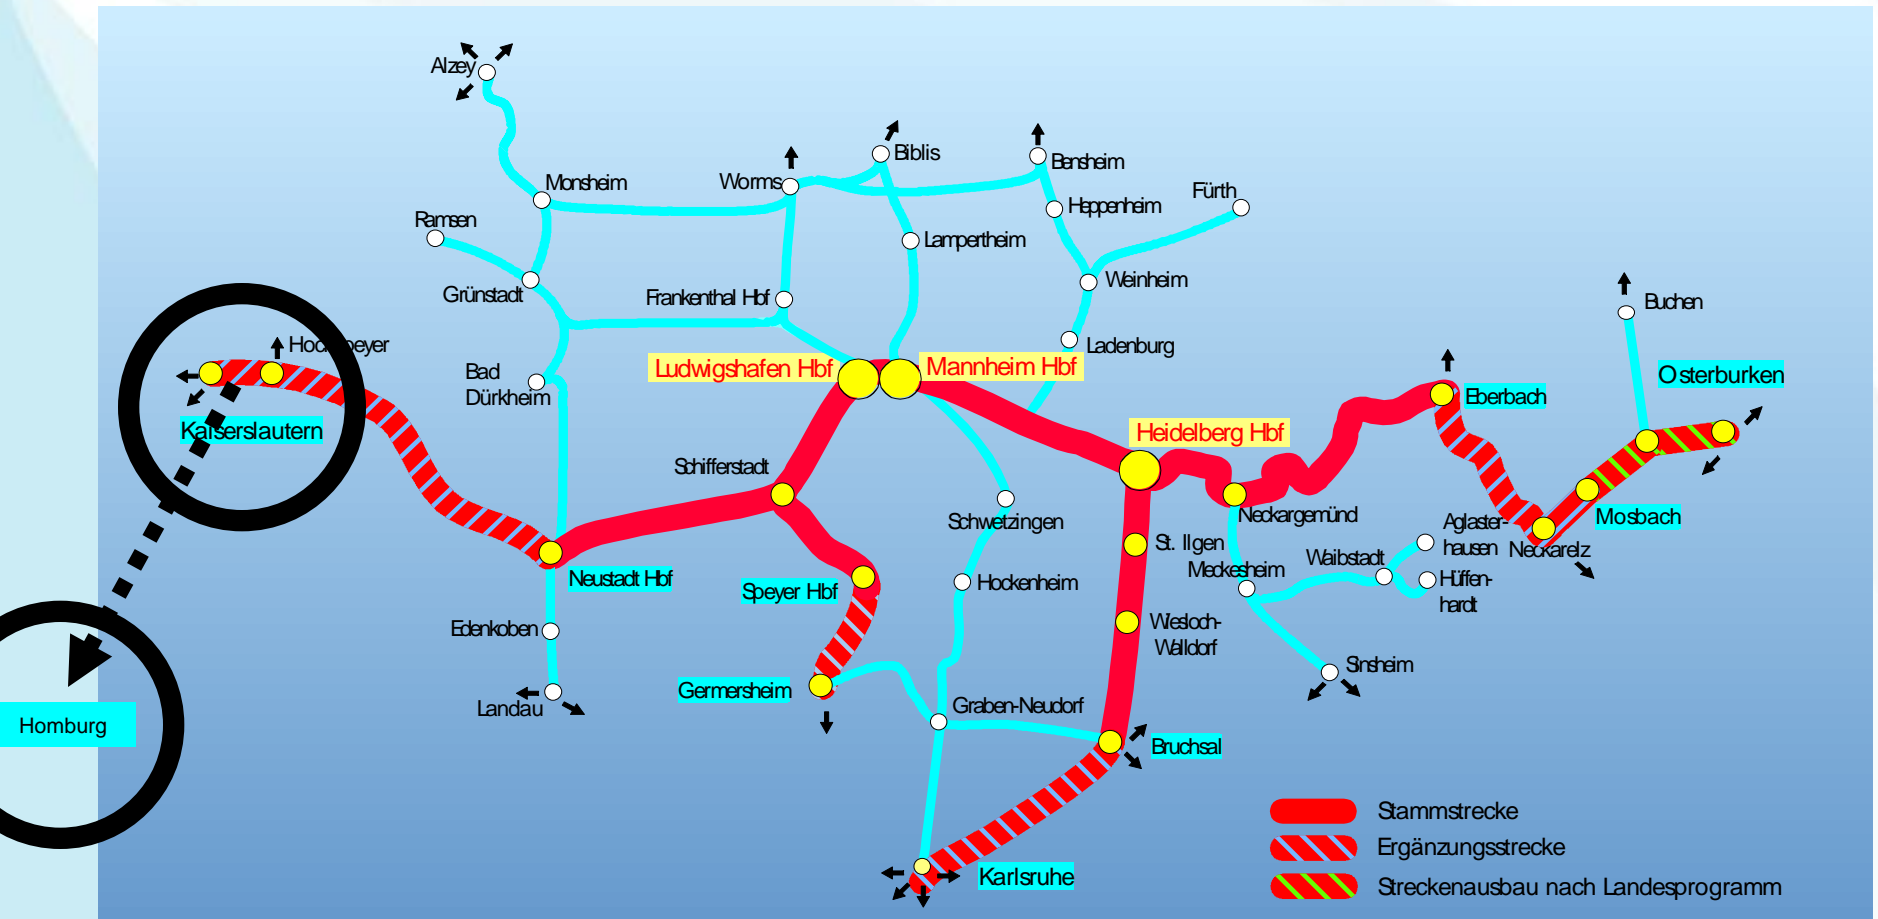 Alzey
Biblis
Bensheim
Monsheim
Worms
Fürth
Heppenheim
Ramsen
Lampertheim
Weinheim
Grünstadt
Frankenthal Hbf
Buchen
Hochspeyer
Ladenburg
Ludwigshafen Hbf
Mannheim Hbf
Bad
Dürkheim
Osterburken
Eberbach
Kaiserslautern
Heidelberg Hbf
Schifferstadt
Schwetzingen
Neckargemünd
Mosbach
Aglaster-
hausen
Neckarelz
St. Ilgen
Waibstadt
Meckesheim
Hüffen-
hardt
Neustadt Hbf
Speyer Hbf
Hockenheim
Edenkoben
Wiesloch-
Walldorf
Sinsheim
Germersheim
Landau
Graben-Neudorf
Homburg
Bruchsal
Karlsruhe
Stammstrecke
Ergänzungsstrecke
Streckenausbau nach Landesprogramm